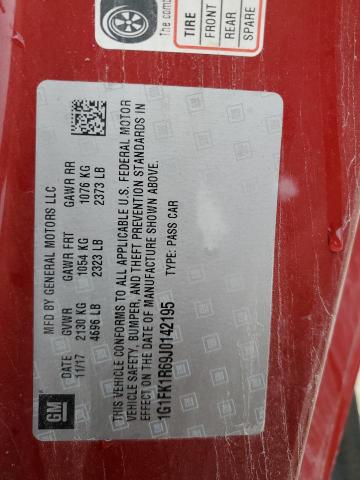 The comb
TIRE
FRONT
REAR
SPARE
GM
MFD BY GENERAL MOTORS LLC
DATE GVWR GAWR FRT GAWR RR
11/17 2130 KG 1054 KG 1076 KG
4696 LB 2323 LB 2373 LB
THIS VEHICLE CONFORMS TO ALL APPLICABLE U.S. FEDERAL MOTOR
VEHICLE SAFETY, BUMPER, AND THEFT PREVENTION STANDARDS IN
EFFECT ON THE DATE OF MANUFACTURE SHOWN ABOVE.
1G1FK1R69J0142195 TYPE: PASS CAR